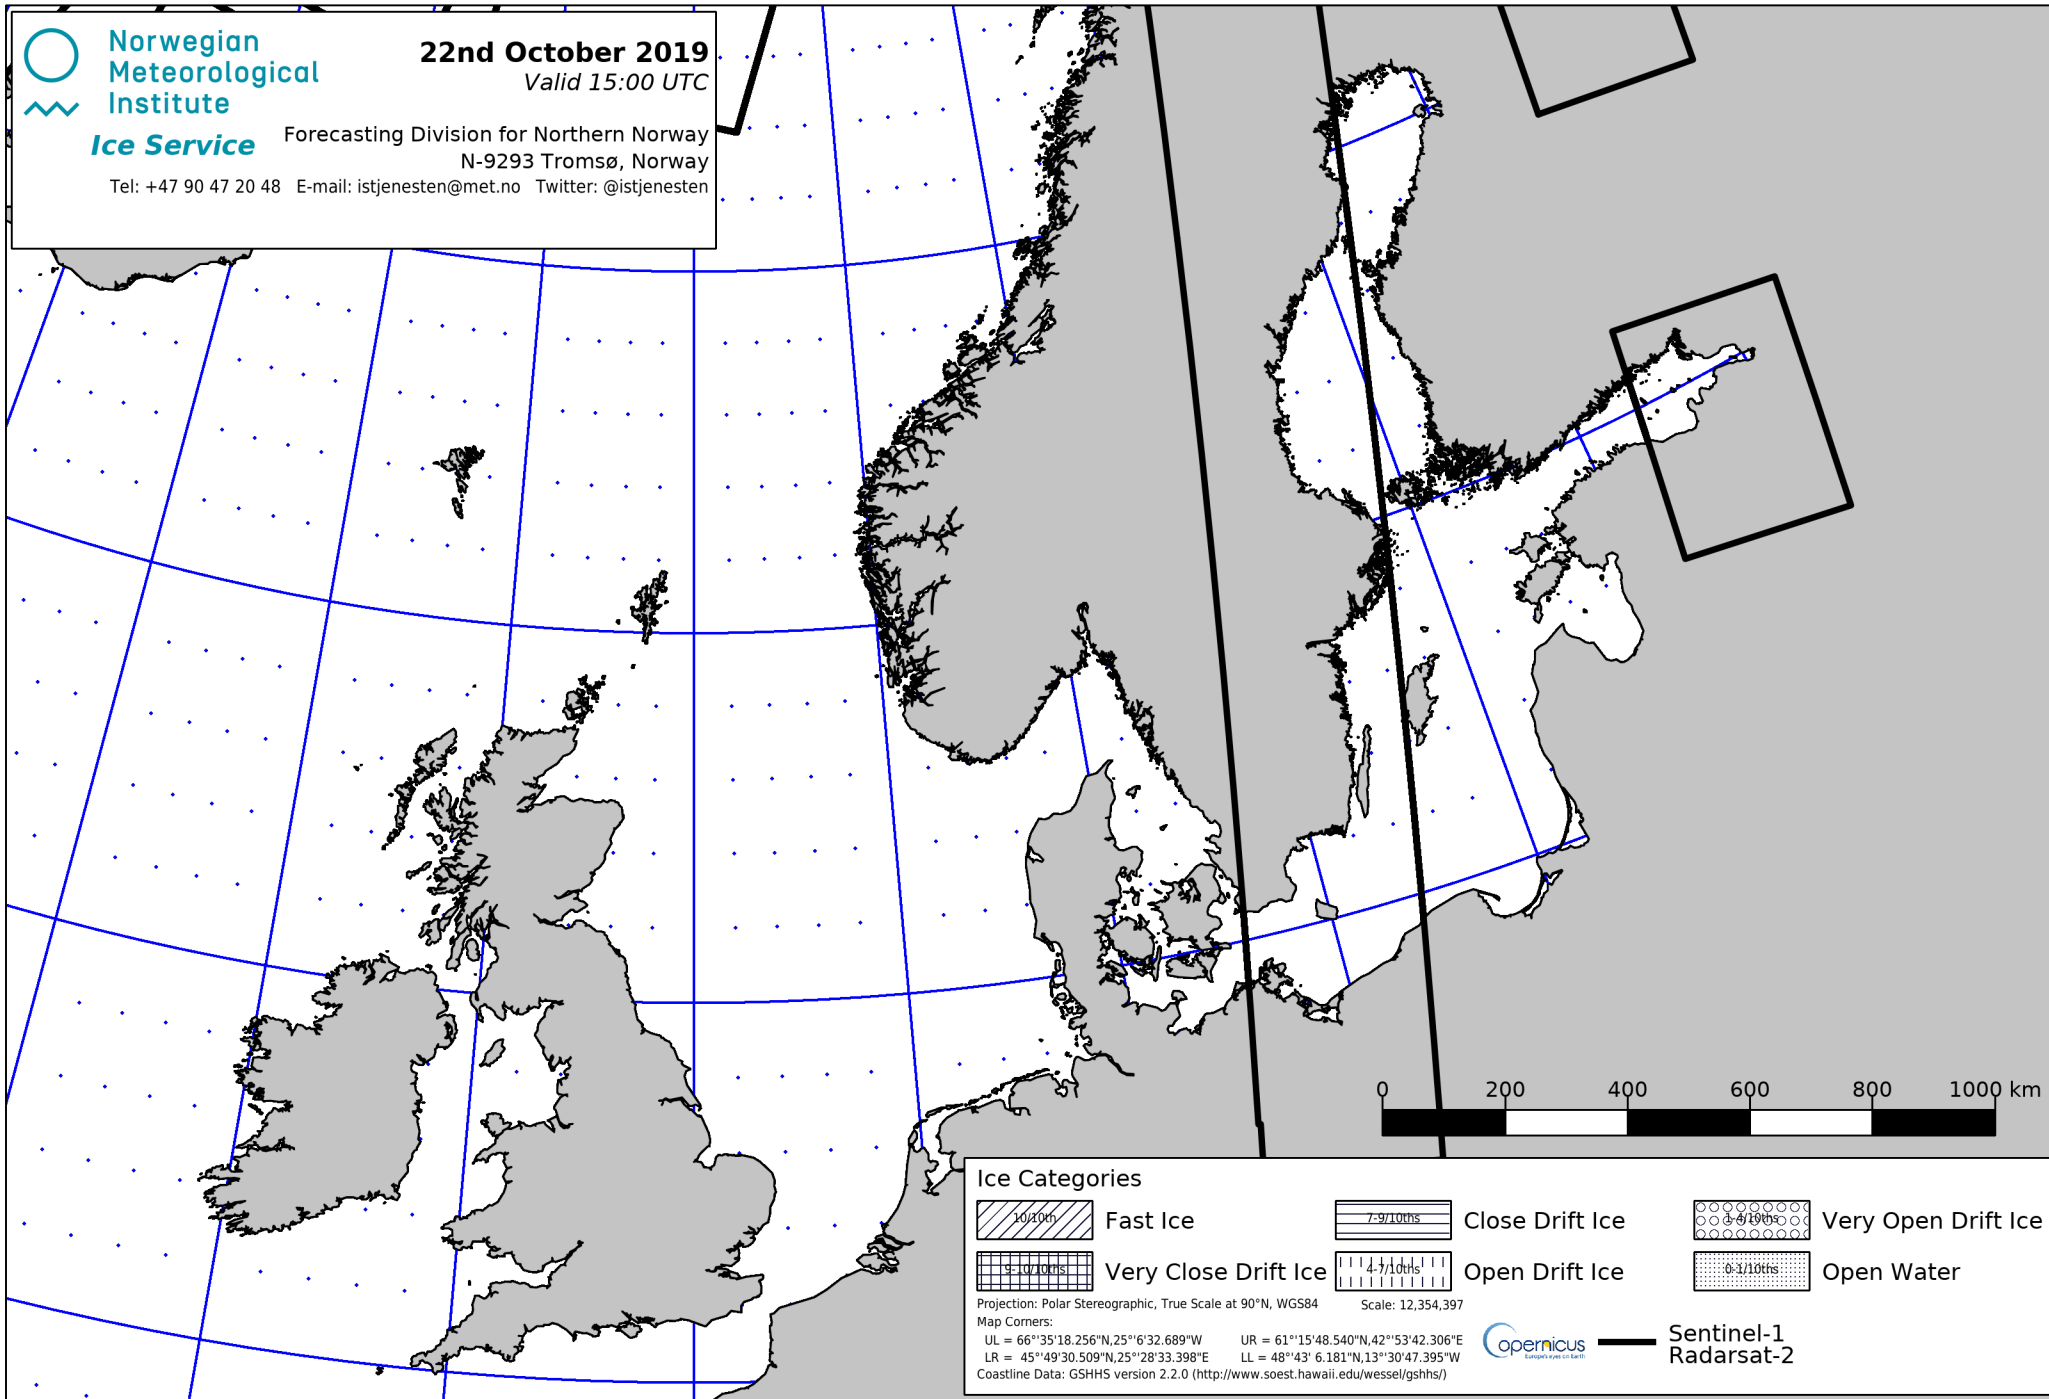 Norwegian
Meteorological
Institute
Ice Service
22nd October 2019
Valid 15:00 UTC
Forecasting Division for Northern Norway
N-9293 Tromsø, Norway
Tel: +47 90 47 20 48 E-mail: istjenesten@met.no Twitter: @istjenesten
0 200 400 600 800 1000 km
Ice Categories
10/10th Fast Ice
7-9/10ths Close Drift Ice
1-4/10ths Very Open Drift Ice
9-10/10ths Very Close Drift Ice
4-7/10ths Open Drift Ice
0-1/10ths Open Water
Projection: Polar Stereographic, True Scale at 90°N, WGS84 Scale: 12,354,397
Map Corners:
UL = 66°'35'18.256"N,25°'6'32.689"W UR = 61°'15'48.540"N,42°'53'42.306"E
LR = 45°'49'30.509"N,25°'28'33.398"E LL = 48°'43' 6.181"N,13°'30'47.395"W
Coastline Data: GSHHS version 2.2.0 (http://www.soest.hawaii.edu/wessel/gshhs/)
Copernicus
Europe's eyes on Earth
Sentinel-1
Radarsat-2